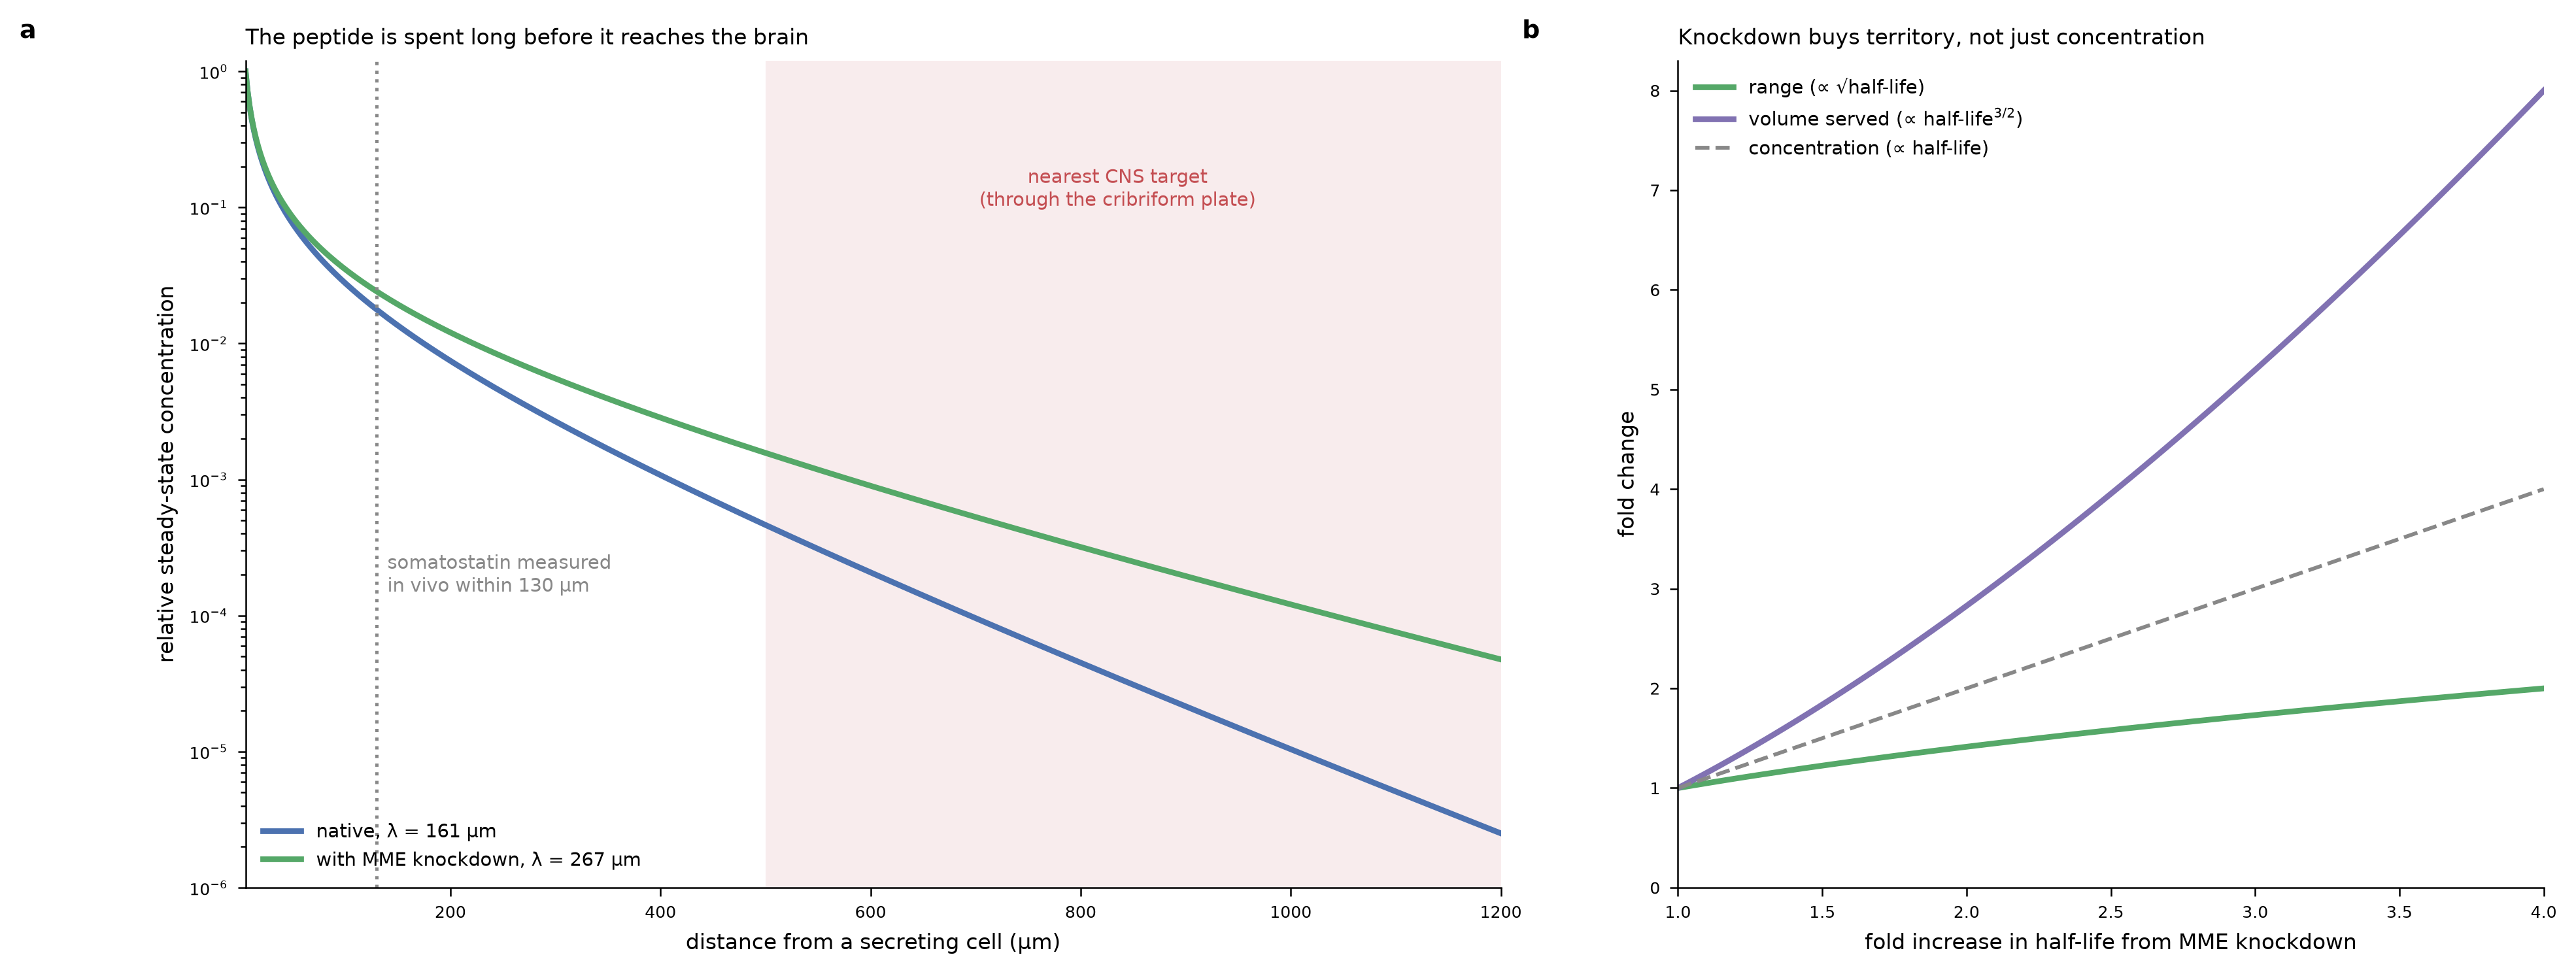 a
The peptide is spent long before it reaches the brain
relative steady-state concentration
10⁰
10⁻¹
10⁻²
10⁻³
10⁻⁴
10⁻⁵
10⁻⁶
nearest CNS target
(through the cribriform plate)
somatostatin measured
in vivo within 130 µm
native, λ = 161 µm
with MME knockdown, λ = 267 µm
200 400 600 800 1000 1200
distance from a secreting cell (µm)
b
Knockdown buys territory, not just concentration
range (∝ √half-life)
volume served (∝ half-life³ᐟ²)
concentration (∝ half-life)
fold change
8
7
6
5
4
3
2
1
0
1.0 1.5 2.0 2.5 3.0 3.5 4.0
fold increase in half-life from MME knockdown